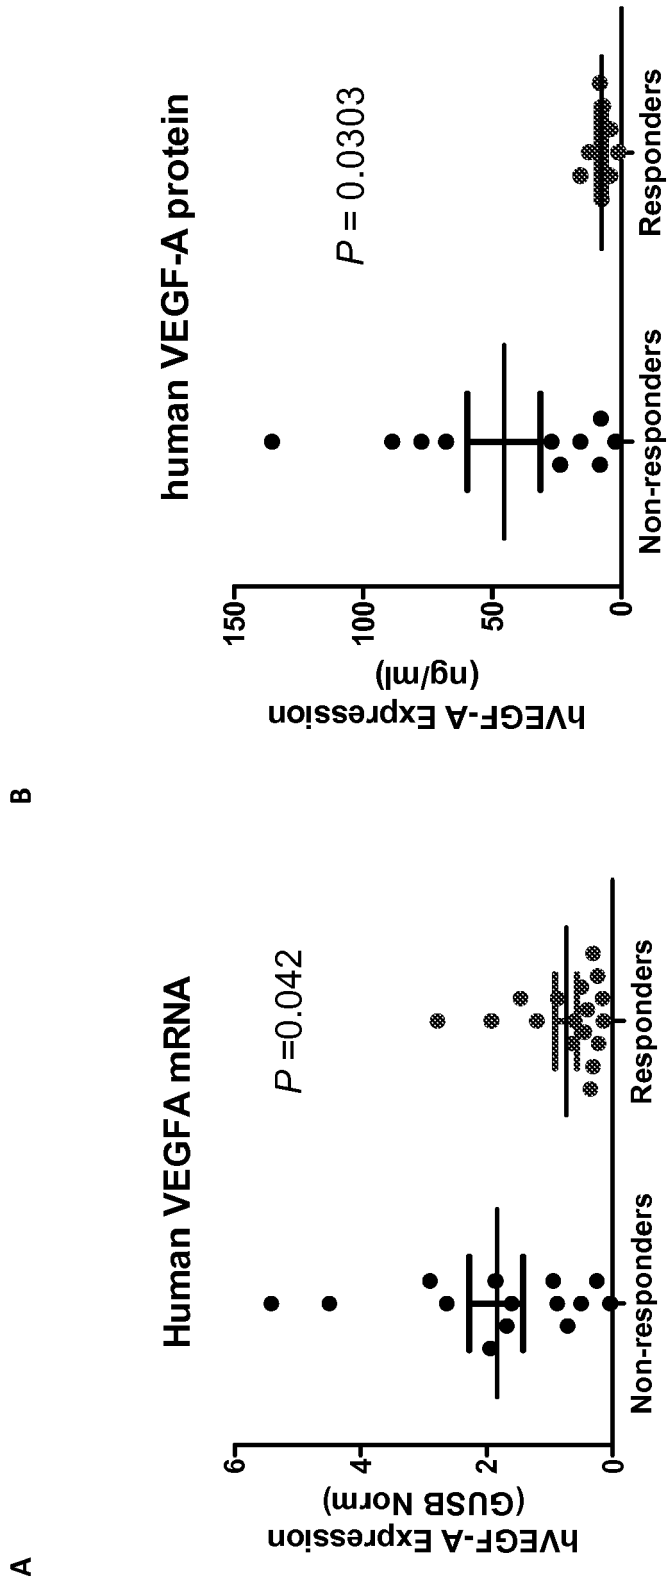 A
Human VEGFA mRNA
P =0.042
hVEGF-A Expression
(GUSB Norm)
6
4
2
0
Non-responders
Responders
B
human VEGF-A protein
P = 0.0303
hVEGF-A Expression
(ng/ml)
150
100
50
0
Non-responders
Responders